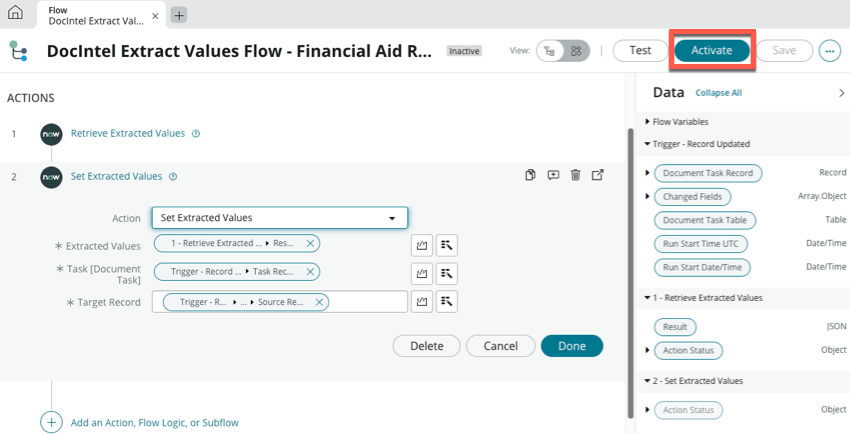 Flow
DocIntel Extract Val...
DocIntel Extract Values Flow - Financial Aid R...
Inactive
View:
Test
Activate
Save
ACTIONS
1
now
Retrieve Extracted Values
2
now
Set Extracted Values
Action
Set Extracted Values
* Extracted Values
1 - Retrieve Extracted ... ▸ Res...
* Task [Document
Task]
Trigger - Record ... ▸ Task Rec...
* Target Record
Trigger - R... ▸ ... ▸ Source Re...
Delete
Cancel
Done
Add an Action, Flow Logic, or Subflow
Data
Collapse All
Flow Variables
Trigger - Record Updated
Document Task Record
Record
Changed Fields
Array.Object
Document Task Table
Table
Run Start Time UTC
Date/Time
Run Start Date/Time
Date/Time
1 - Retrieve Extracted Values
Result
JSON
Action Status
Object
2 - Set Extracted Values
Action Status
Object